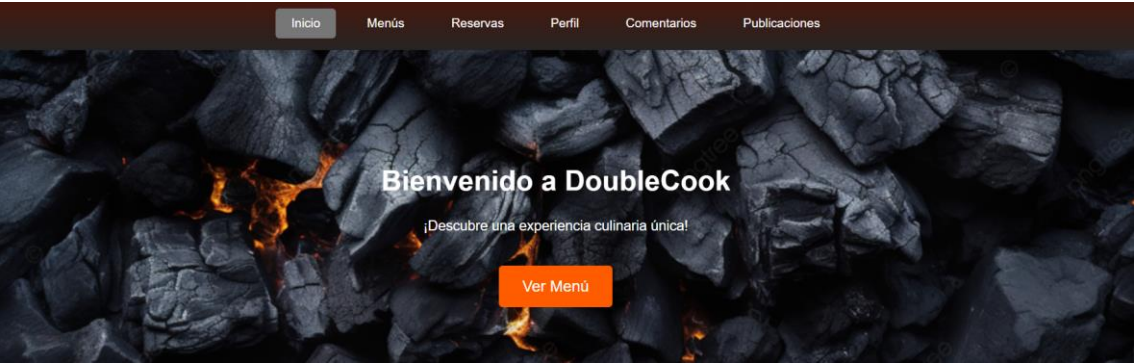 Inicio Menús Reservas Perfil Comentarios Publicaciones
Bienvenido a DoubleCook
¡Descubre una experiencia culinaria única!
Ver Menú